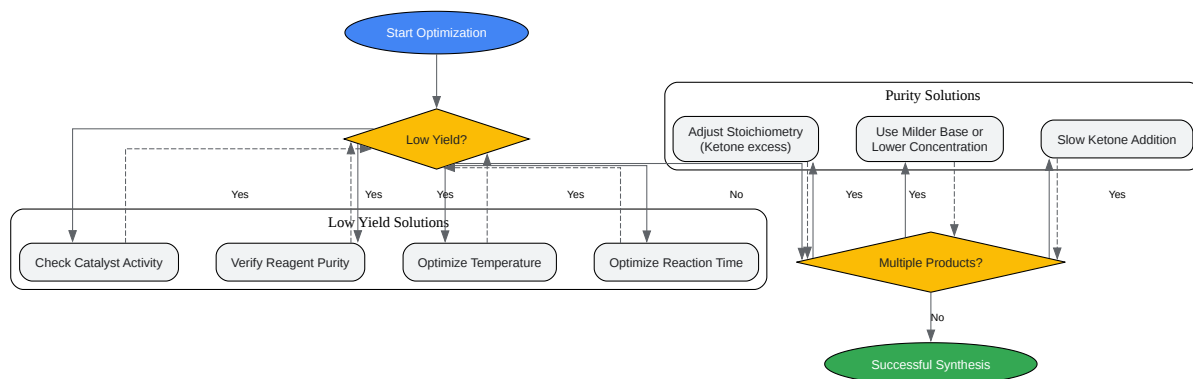 Start Optimization
Low Yield?
Purity Solutions
Adjust Stoichiometry
(Ketone excess)
Use Milder Base or
Lower Concentration
Slow Ketone Addition
Yes
Yes
Yes
Yes
No
Yes
Yes
Yes
Low Yield Solutions
Check Catalyst Activity
Verify Reagent Purity
Optimize Temperature
Optimize Reaction Time
Multiple Products?
No
Successful Synthesis